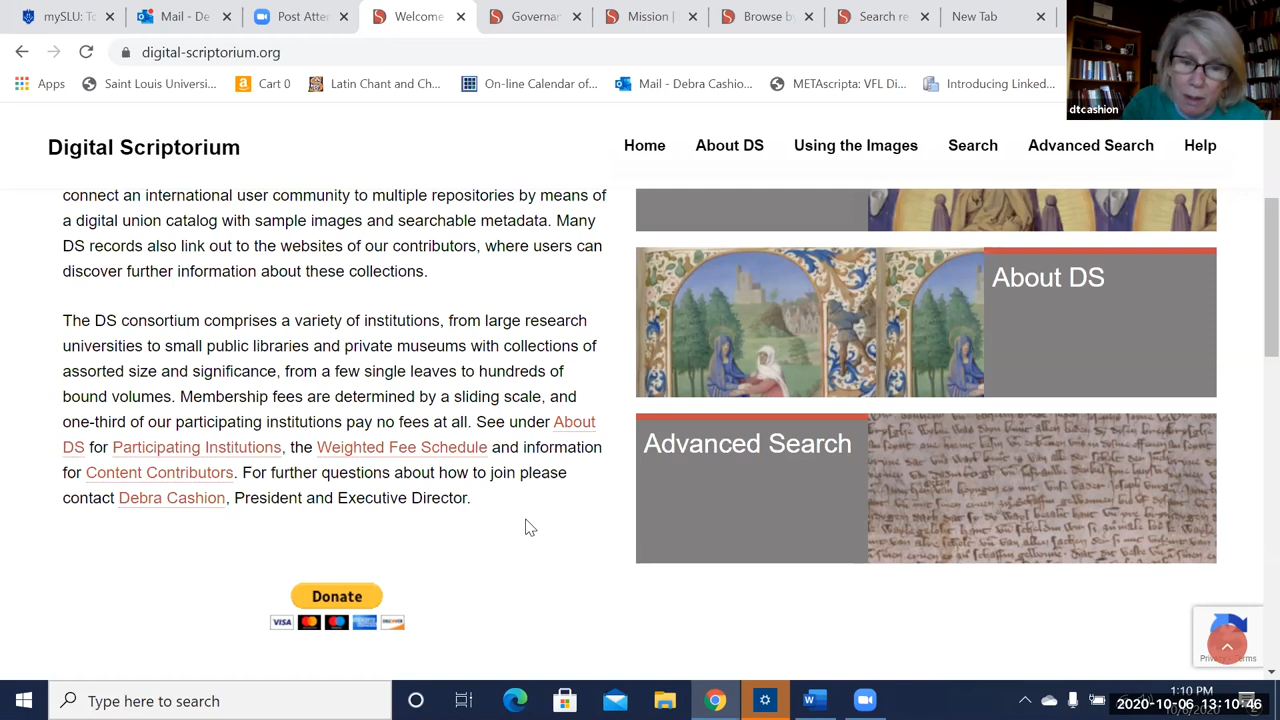 mySLU: To
Mail - De
Post Atte
Welcome
Governan
Mission |
Browse b
Search re
New Tab
digital-scriptorium.org
Apps
Saint Louis Universi...
Cart 0
Latin Chant and Ch...
On-line Calendar of...
Mail - Debra Cashio...
METAscripta: VFL Di...
Introducing Linked...
dtcashion
Digital Scriptorium
Home
About DS
Using the Images
Search
Advanced Search
Help
connect an international user community to multiple repositories by means of
a digital union catalog with sample images and searchable metadata. Many
DS records also link out to the websites of our contributors, where users can
discover further information about these collections.
The DS consortium comprises a variety of institutions, from large research
universities to small public libraries and private museums with collections of
assorted size and significance, from a few single leaves to hundreds of
bound volumes. Membership fees are determined by a sliding scale, and
one-third of our participating institutions pay no fees at all. See under About
DS for Participating Institutions, the Weighted Fee Schedule and information
for Content Contributors. For further questions about how to join please
contact Debra Cashion, President and Executive Director.
Donate
VISA
About DS
Advanced Search
Privacy - Terms
Type here to search
1:10 PM
2020-10-06 13:10:46